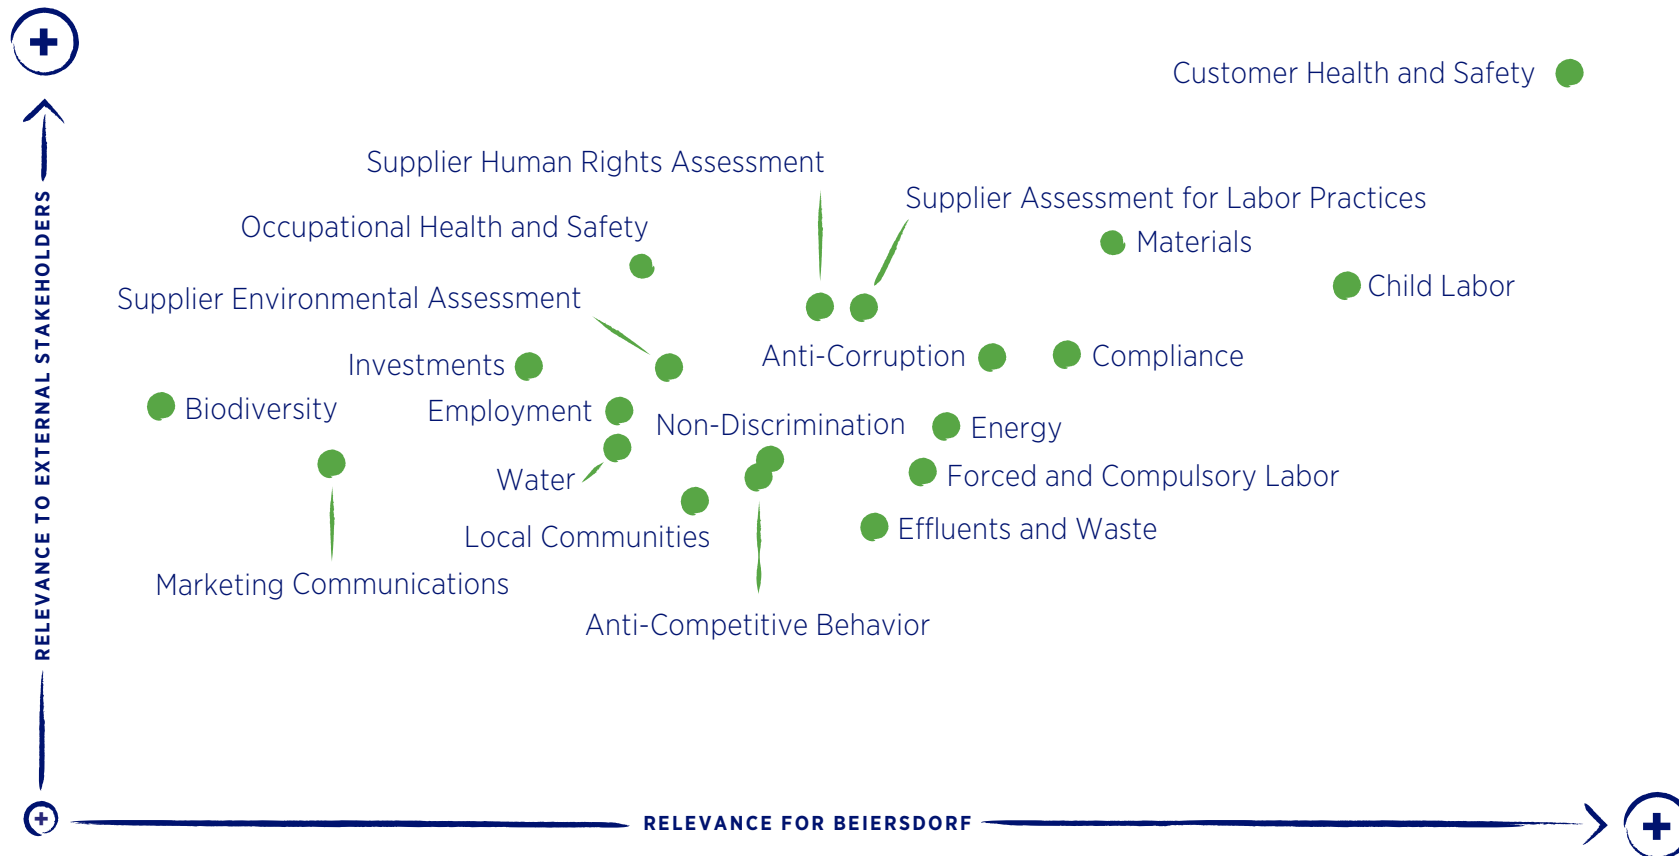 Customer Health and Safety
Supplier Human Rights Assessment
Supplier Assessment for Labor Practices
Occupational Health and Safety
Materials
Child Labor
Supplier Environmental Assessment
Anti-Corruption
Compliance
Investments
Biodiversity
Employment
Non-Discrimination
Energy
Water
Forced and Compulsory Labor
Local Communities
Effluents and Waste
Marketing Communications
Anti-Competitive Behavior
RELEVANCE TO EXTERNAL STAKEHOLDERS
RELEVANCE FOR BEIERSDORF